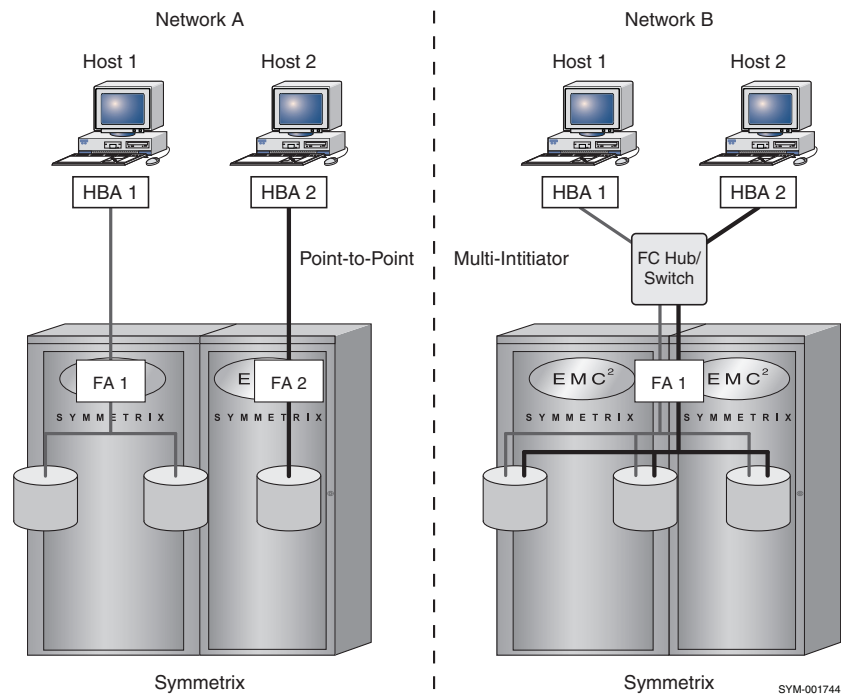 Network A
Network B
Host 1
Host 2
Host 1
Host 2
HBA 1
HBA 2
HBA 1
HBA 2
Point-to-Point
Multi-Intitiator
FC Hub/
Switch
FA 1
E
FA 2
EMC²
FA 1
EMC²
SYMMETRIX
SYMMETRIX
SYMMETRIX
SYMMETRIX
Symmetrix
Symmetrix
SYM-001744